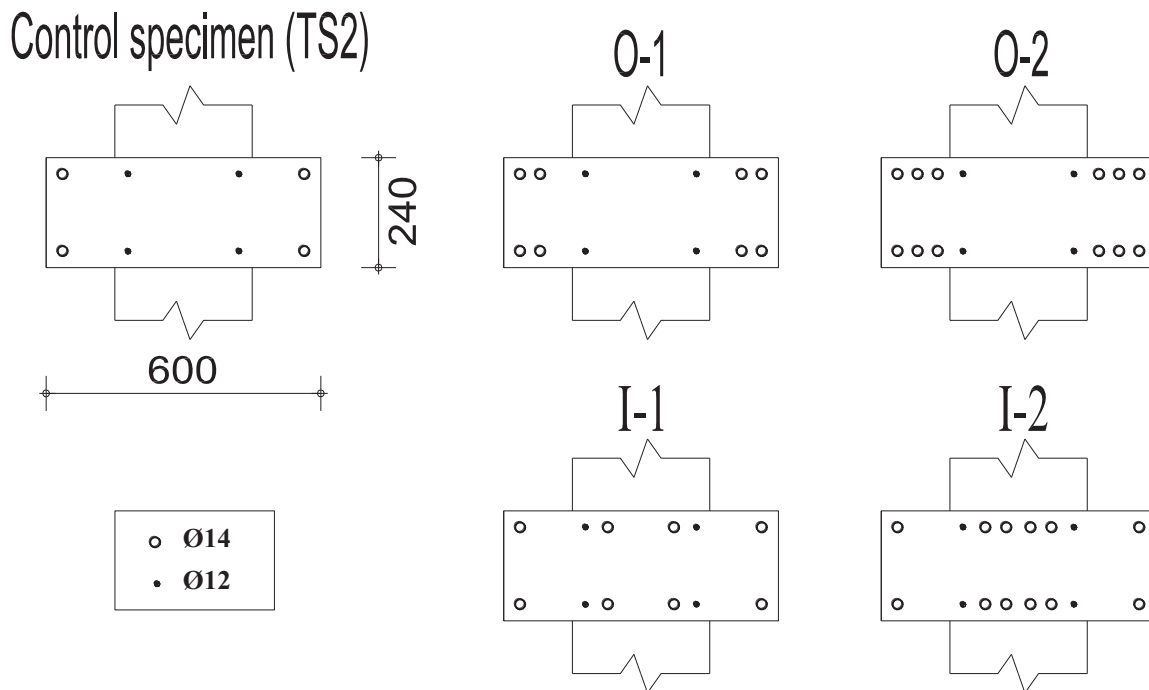 Control specimen (TS2)
O-1
O-2
240
600
I-1
I-2
Ø14
Ø12